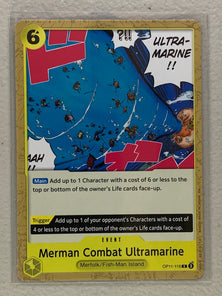 6
?!!
ULTRA-
MARINE
!!
AAH
Main Add up to 1 Character with a cost of 6 or less to the
top or bottom of the owner's Life cards face-up.
Trigger Add up to 1 of your opponent's Characters with a cost of
4 or less to the top or bottom of the owner's Life cards face-up.
EVENT
Merman Combat Ultramarine
Merfolk/Fish-Man Island